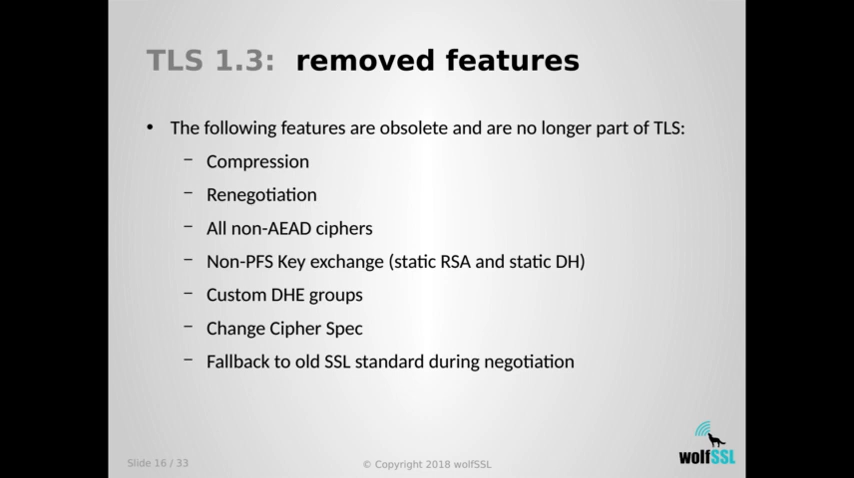 TLS 1.3: removed features
• The following features are obsolete and are no longer part of TLS:
– Compression
– Renegotiation
– All non-AEAD ciphers
– Non-PFS Key exchange (static RSA and static DH)
– Custom DHE groups
– Change Cipher Spec
– Fallback to old SSL standard during negotiation
Slide 16 / 33
© Copyright 2018 wolfSSL
wolfSSL